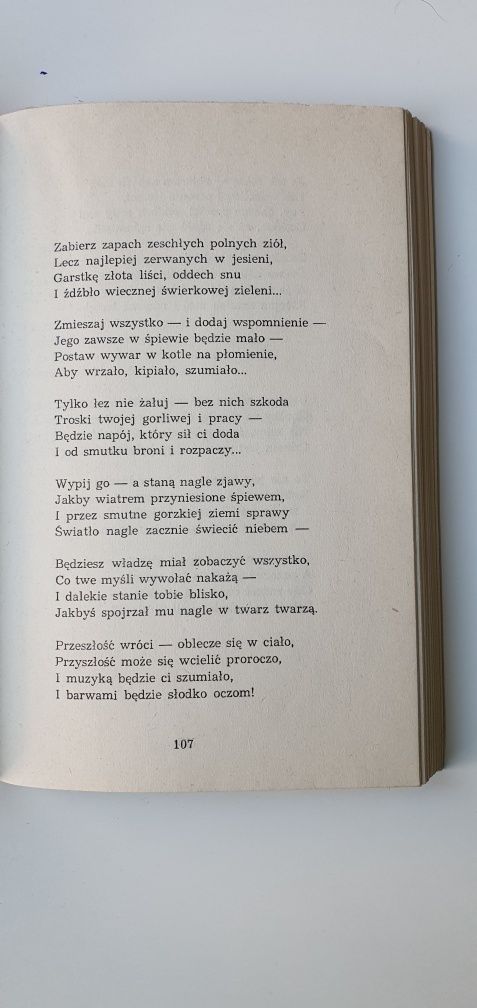 Zabierz zapach zeschłych polnych ziół,
Lecz najlepiej zerwanych w jesieni,
Garstkę złota liści, oddech snu
I źdźbło wiecznej świerkowej zieleni...
Zmieszaj wszystko — i dodaj wspomnienie —
Jego zawsze w śpiewie będzie mało —
Postaw wywar w kotle na płomienie,
Aby wrzało, kipiało, szumiało...
Tylko łez nie żałuj — bez nich szkoda
Troski twojej gorliwej i pracy —
Będzie napój, który sił ci doda
I od smutku broni i rozpaczy...
Wypij go — a staną nagle zjawy,
Jakby wiatrem przyniesione śpiewem,
I przez smutne gorzkiej ziemi sprawy
Światło nagle zacznie świecić niebem —
Będziesz władzę miał zobaczyć wszystko,
Co twe myśli wywołać nakażą —
I dalekie stanie tobie blisko,
Jakbyś spojrzał mu nagle w twarz twarzą.
Przeszłość wróci — oblecze się w ciało,
Przyszłość może się wcielić proroczo,
I muzyką będzie ci szumiało,
I barwami będzie słodko oczom!
107